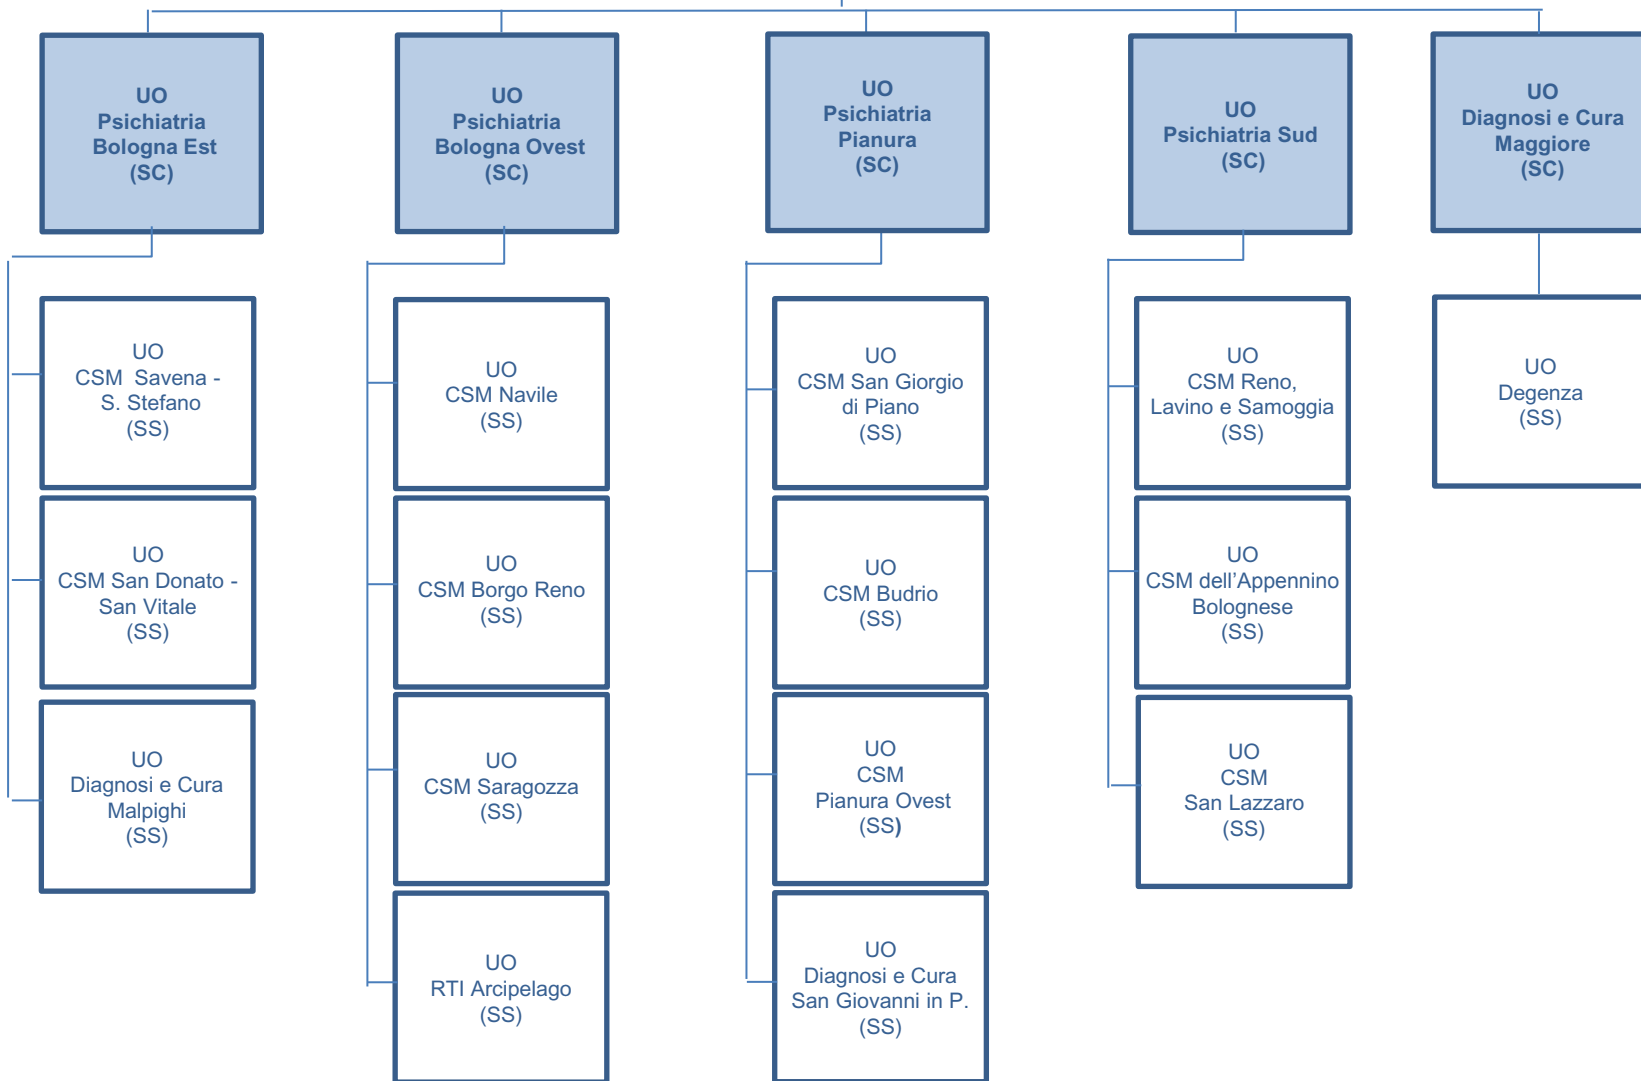 UO
Psichiatria
Bologna Est
(SC)
UO
Psichiatria
Bologna Ovest
(SC)
UO
Psichiatria
Pianura
(SC)
UO
Psichiatria Sud
(SC)
UO
Diagnosi e Cura
Maggiore
(SC)
UO
CSM Savena -
S. Stefano
(SS)
UO
CSM San Donato -
San Vitale
(SS)
UO
Diagnosi e Cura
Malpighi
(SS)
UO
CSM Navile
(SS)
UO
CSM Borgo Reno
(SS)
UO
CSM Saragozza
(SS)
UO
RTI Arcipelago
(SS)
UO
CSM San Giorgio
di Piano
(SS)
UO
CSM Budrio
(SS)
UO
CSM
Pianura Ovest
(SS)
UO
Diagnosi e Cura
San Giovanni in P.
(SS)
UO
CSM Reno,
Lavino e Samoggia
(SS)
UO
CSM dell’Appennino
Bolognese
(SS)
UO
CSM
San Lazzaro
(SS)
UO
Degenza
(SS)